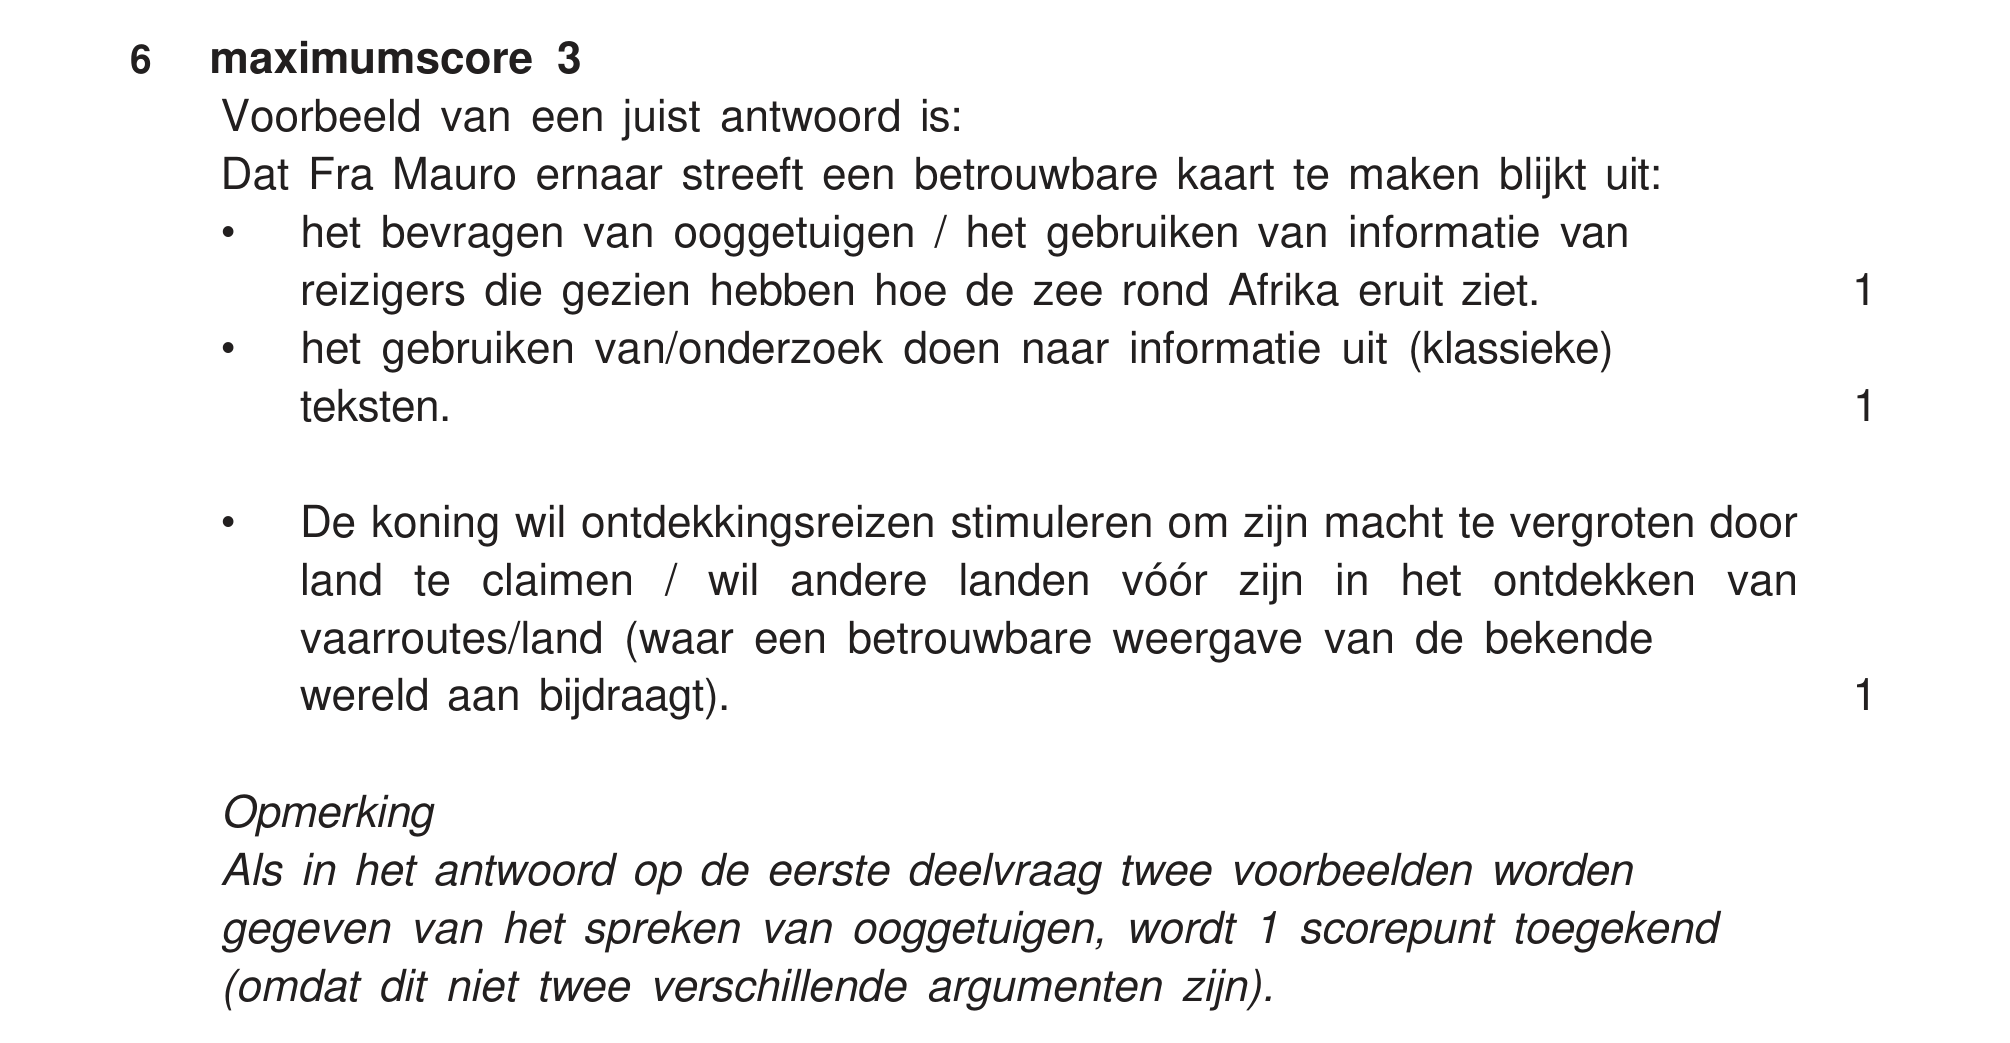 6 maximumscore 3
Voorbeeld van een juist antwoord is:
Dat Fra Mauro ernaar streeft een betrouwbare kaart te maken blijkt uit:
• het bevragen van ooggetuigen / het gebruiken van informatie van
reizigers die gezien hebben hoe de zee rond Afrika eruit ziet. 1
• het gebruiken van/onderzoek doen naar informatie uit (klassieke)
teksten. 1
• De koning wil ontdekkingsreizen stimuleren om zijn macht te vergroten door
land te claimen / wil andere landen vóór zijn in het ontdekken van
vaarroutes/land (waar een betrouwbare weergave van de bekende
wereld aan bijdraagt). 1
Opmerking
Als in het antwoord op de eerste deelvraag twee voorbeelden worden
gegeven van het spreken van ooggetuigen, wordt 1 scorepunt toegekend
(omdat dit niet twee verschillende argumenten zijn).